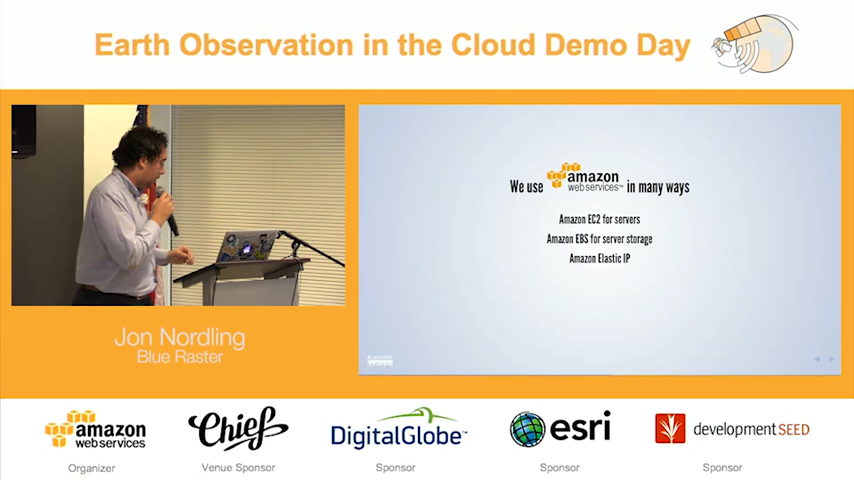 Earth Observation in the Cloud Demo Day
We use amazon web services™ in many ways
Amazon EC2 for servers
Amazon EBS for server storage
Amazon Elastic IP
Jon Nordling
Blue Raster
amazon web services
Chief
DigitalGlobe™
esri
development SEED
Organizer
Venue Sponsor
Sponsor
Sponsor
Sponsor